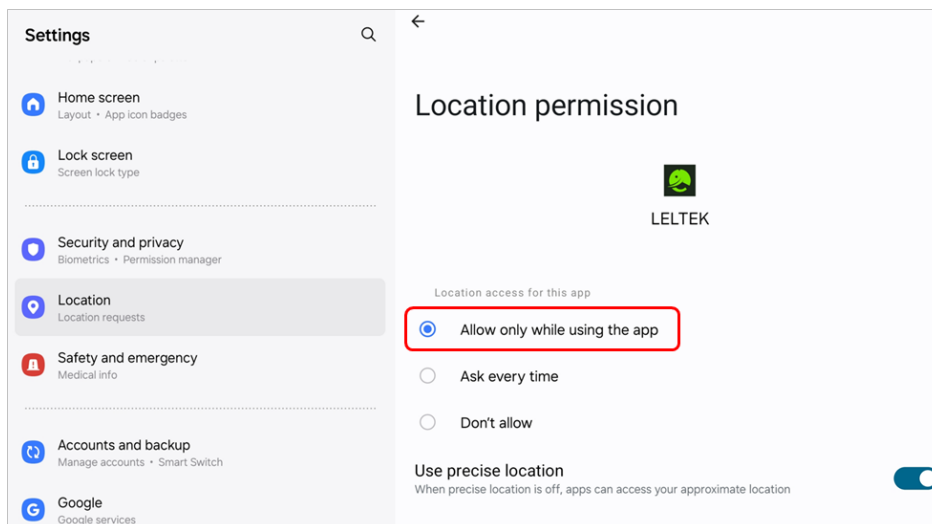 Settings
Home screen
Layout • App icon badges
Lock screen
Screen lock type
Security and privacy
Biometrics • Permission manager
Location
Location requests
Safety and emergency
Medical info
Accounts and backup
Manage accounts • Smart Switch
Google
Google services
Location permission
LELTEK
Location access for this app
Allow only while using the app
Ask every time
Don't allow
Use precise location
When precise location is off, apps can access your approximate location